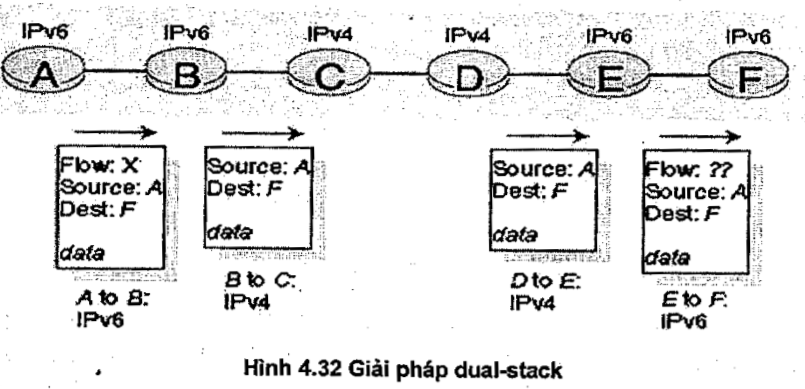 IPv6 IPv6 IPv4 IPv4 IPv6 IPv6
A B C D E F
Flow: X
Source: A
Dest: F
data
A to B:
IPv6
Source: A
Dest: F
data
B to C:
IPv4
Source: A
Dest: F
data
D to E:
IPv4
Flow: ??
Source: A
Dest: F
data
E to F:
IPv6
Hình 4.32 Giải pháp dual-stack